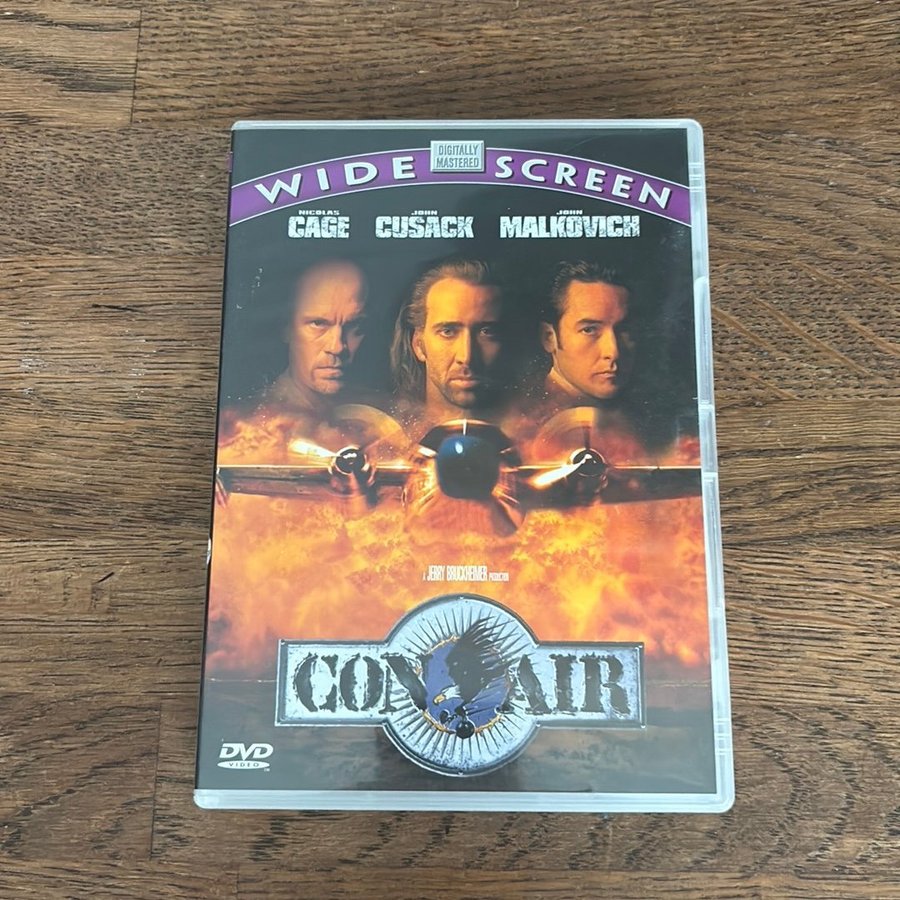 DIGITALLY
MASTERED
WIDE SCREEN
NICOLAS JOHN JOHN
CAGE CUSACK MALKOVICH
A JERRY BRUCKHEIMER PRODUCTION
CON AIR
DVD
VIDEO